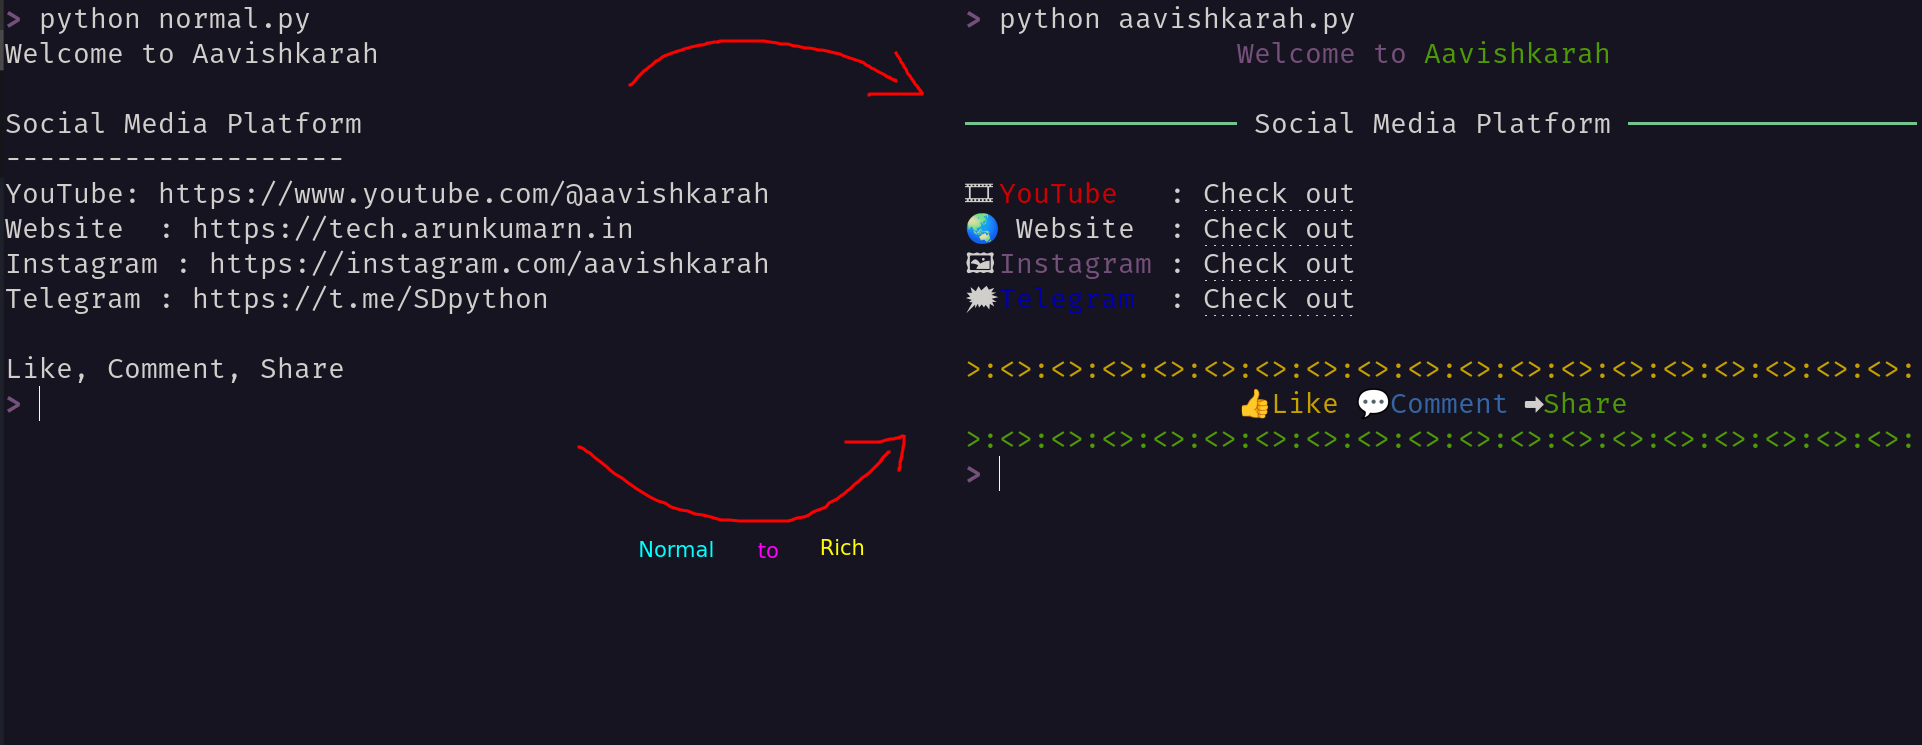 > python normal.py
Welcome to Aavishkarah
Social Media Platform
--------------------
YouTube: https://www.youtube.com/@aavishkarah
Website  : https://tech.arunkumarn.in
Instagram : https://instagram.com/aavishkarah
Telegram : https://t.me/SDpython
Like, Comment, Share
>
> python aavishkarah.py
Welcome to Aavishkarah
Social Media Platform
🎞YouTube   : Check out
🌏 Website  : Check out
🖼Instagram : Check out
🗯Telegram  : Check out
>:<>:<>:<>:<>:<>:<>:<>:<>:<>:<>:<>:<>:<>:<>:<>:<>:<>:<>:
👍Like 💬Comment ➡Share
>:<>:<>:<>:<>:<>:<>:<>:<>:<>:<>:<>:<>:<>:<>:<>:<>:<>:<>:
>
Normal to Rich